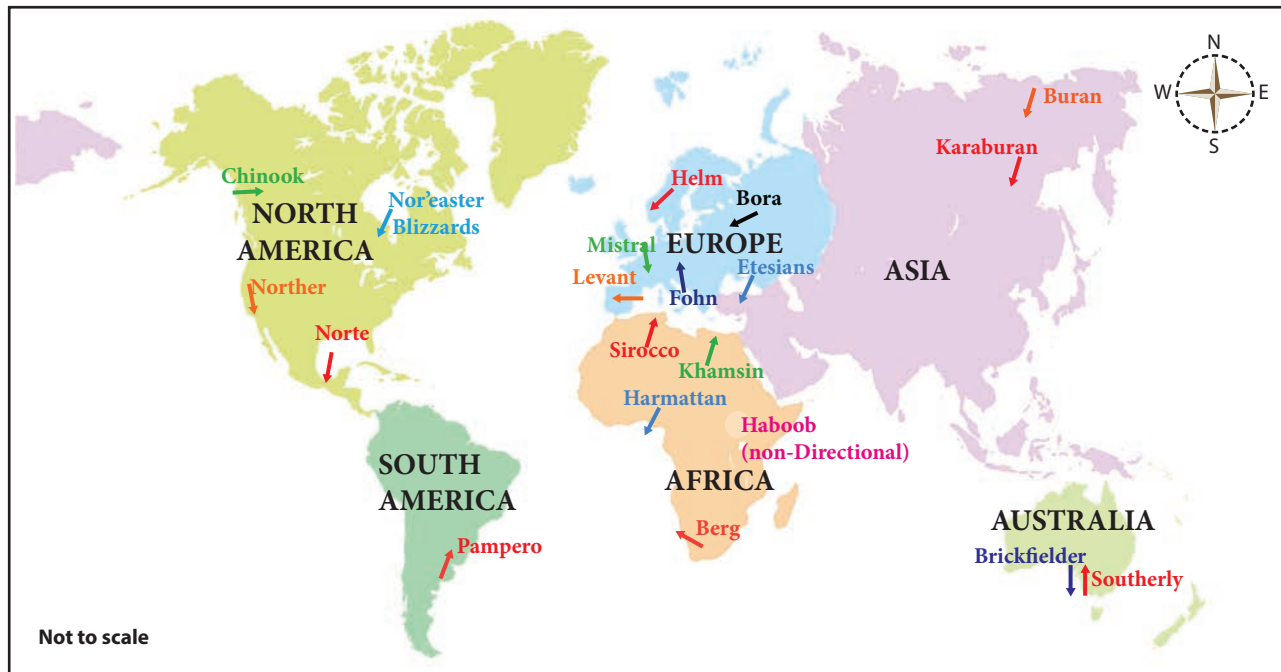 N
W E
S
Buran
Karaburan
Chinook
Helm
Nor'easter
Blizzards
Bora
NORTH
AMERICA
Mistral
EUROPE
Etesians
ASIA
Levant
Norther
Fohn
Norte
Sirocco
Khamsin
Harmattan
Haboob
(non-Directional)
SOUTH
AMERICA
AFRICA
AUSTRALIA
Berg
Pampero
Brickfielder
Southerly
Not to scale